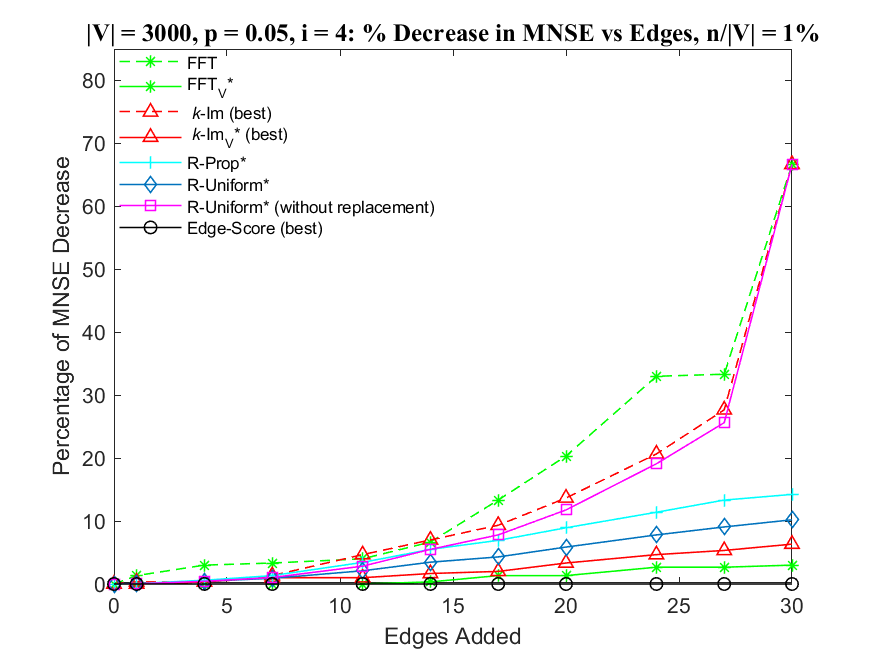 |V| = 3000, p = 0.05, i = 4: % Decrease in MNSE vs Edges, n/|V| = 1%
FFT
FFT_V*
k-Im (best)
k-Im_V* (best)
R-Prop*
R-Uniform*
R-Uniform* (without replacement)
Edge-Score (best)
Percentage of MNSE Decrease
80
70
60
50
40
30
20
10
0
0 5 10 15 20 25 30
Edges Added